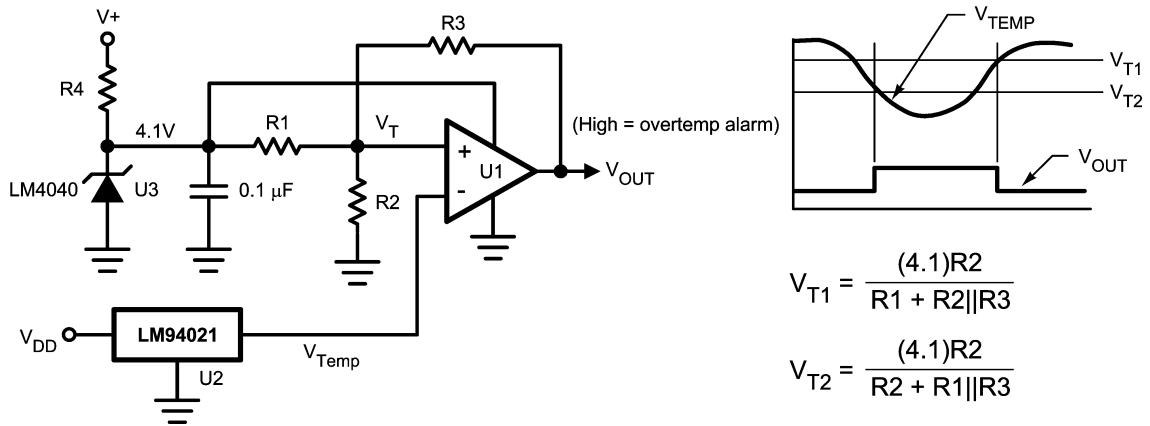 V+
R4
4.1V
LM4040
U3
0.1 µF
R1
V_T
R2
R3
+
-
U1
(High = overtemp alarm)
V_OUT
V_DD
LM94021
U2
V_Temp
V_TEMP
V_T1
V_T2
V_OUT
V_T1 = (4.1)R2 / R1 + R2||R3
V_T2 = (4.1)R2 / R2 + R1||R3